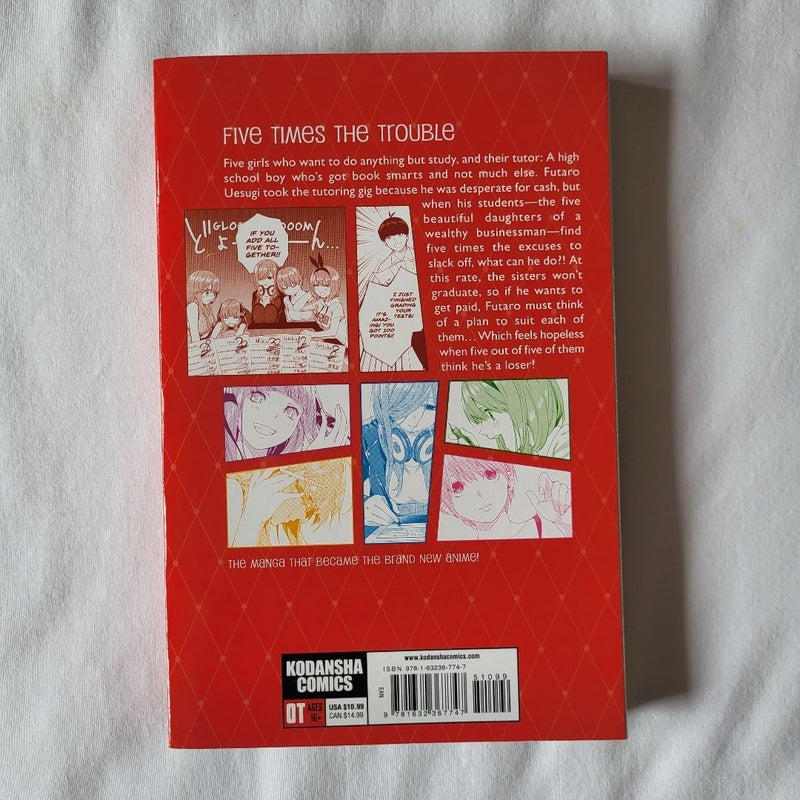 FIVE TIMES THE TROUBLE
Five girls who want to do anything but study, and their tutor: A high
school boy who's got book smarts and not much else. Futaro
Uesugi took the tutoring gig because he was desperate for cash, but
when his students—the five
beautiful daughters of a
wealthy businessman—find
five times the excuses to
slack off, what can he do?! At
this rate, the sisters won't
graduate, so if he wants to
get paid, Futaro must think
of a plan to suit each of
them... Which feels hopeless
when five out of five of them
think he's a loser!
IF YOU
ADD ALL
FIVE TO-
GETHER!!
I JUST
FINISHED
GRADING
YOUR
TESTS!
IT'S
AMAZ-
ING! YOU
GOT 100
POINTS!!
THE MANGA THAT BECAME THE BRAND NEW ANIME!
KODANSHA
COMICS
OT AGES
16+
USA $10.99
CAN $14.99
www.kodanshacomics.com
ISBN 978-1-63236-774-7
51099
EAN
9 781632 367747